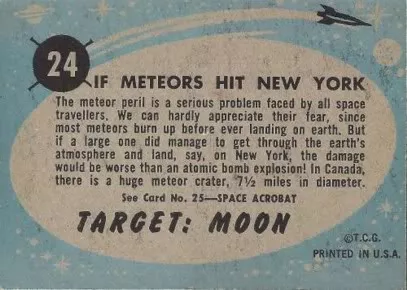 24
IF METEORS HIT NEW YORK
The meteor peril is a serious problem faced by all space
travellers. We can hardly appreciate their fear, since
most meteors burn up before ever landing on earth. But
if a large one did manage to get through the earth's
atmosphere and land, say, on New York, the damage
would be worse than an atomic bomb explosion! In Canada,
there is a huge meteor crater, 7½ miles in diameter.
See Card No. 25—SPACE ACROBAT
TARGET: MOON
©T.C.G.
PRINTED IN U.S.A.